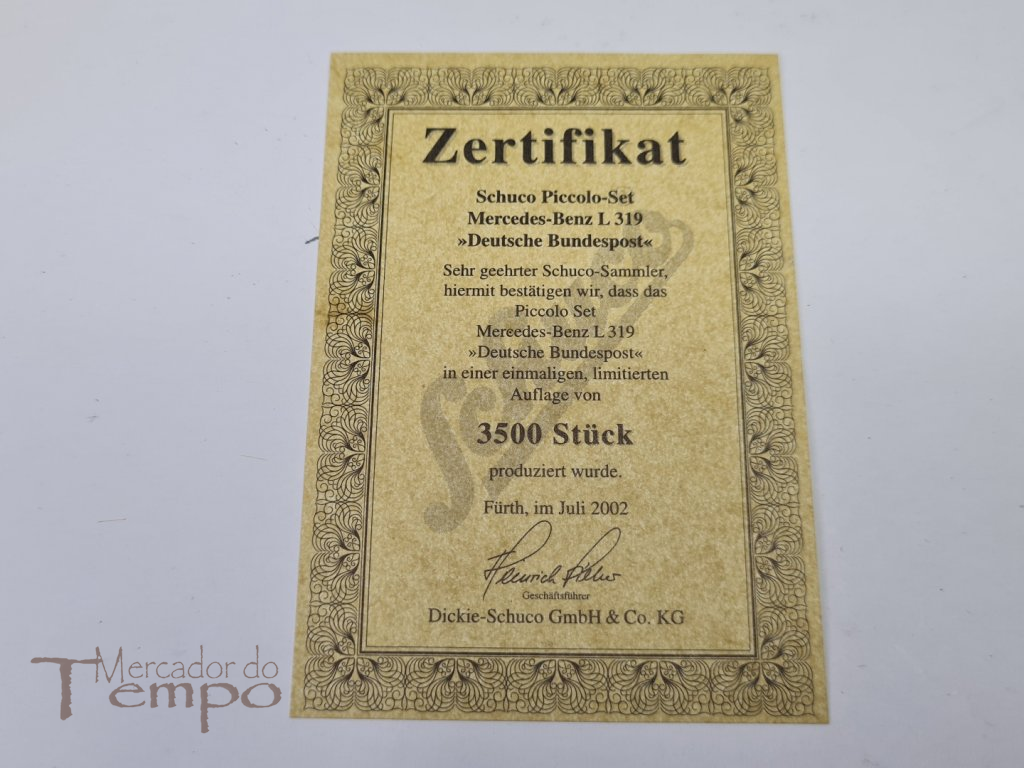 Zertifikat
Schuco Piccolo-Set
Mercedes-Benz L 319
»Deutsche Bundespost«
Sehr geehrter Schuco-Sammler,
hiermit bestätigen wir, dass das
Piccolo Set
Mercedes-Benz L 319
»Deutsche Bundespost«
in einer einmaligen, limitierten
Auflage von
3500 Stück
produziert wurde.
Fürth, im Juli 2002
Geschäftsführer
Dickie-Schuco GmbH & Co. KG
Schuco
Mercador do
Tempo